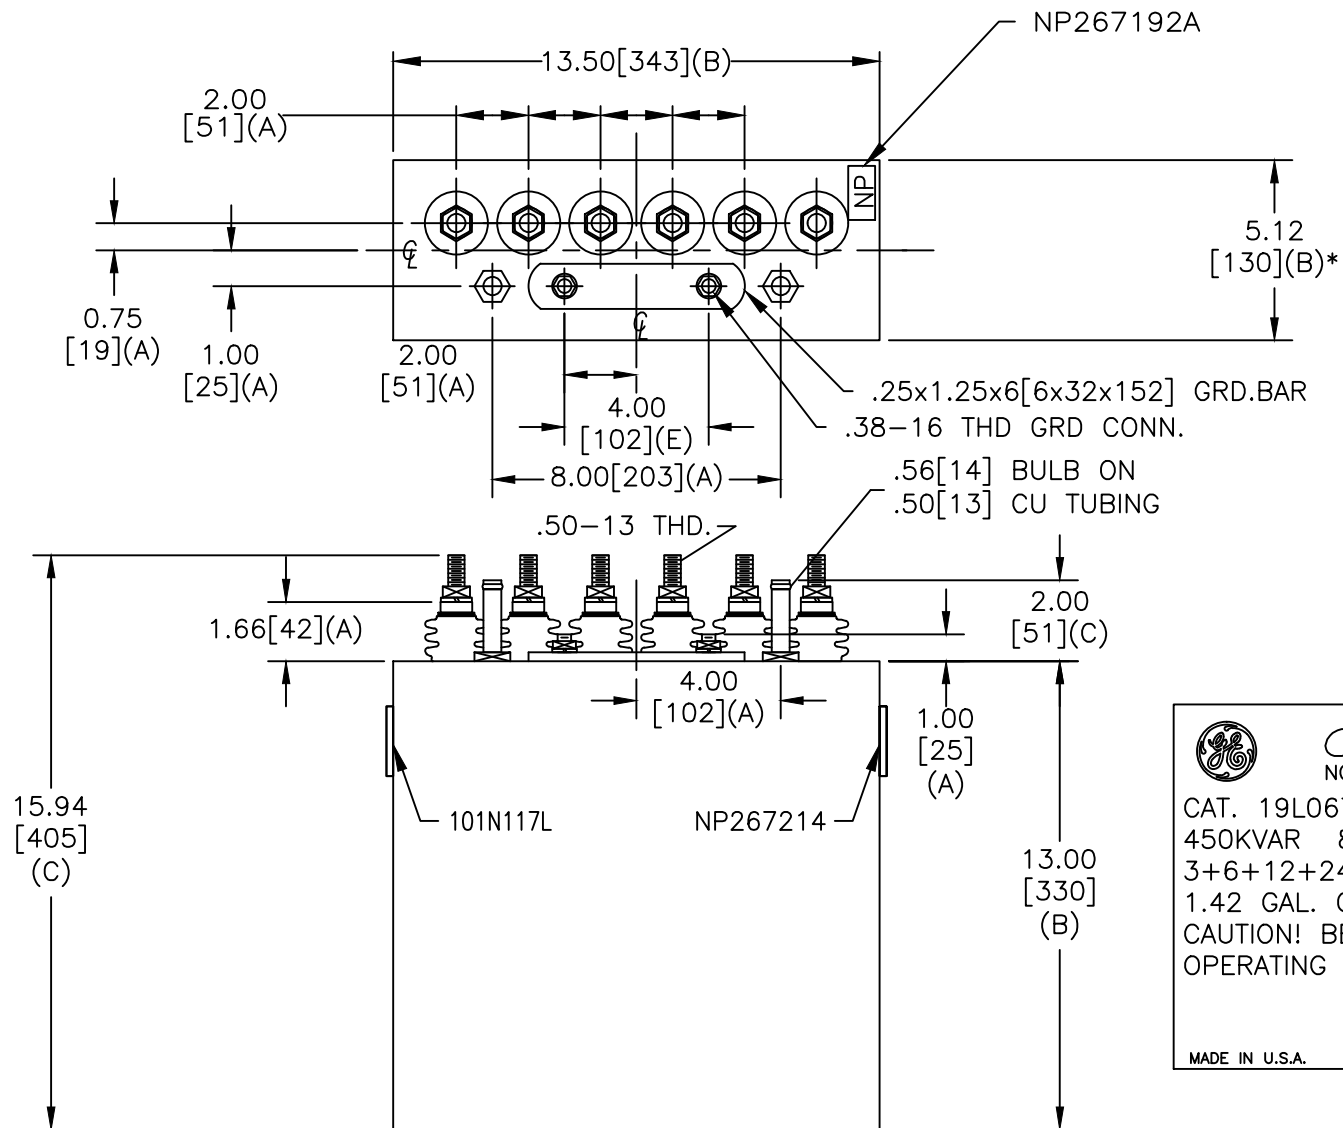 NP267192A
13.50[343](B)
2.00
[51](A)
NP
5.12
[130](B)*
℄
0.75
[19](A)
1.00
[25](A)
2.00
[51](A)
℄
4.00
[102](E)
8.00[203](A)
.25x1.25x6[6x32x152] GRD.BAR
.38-16 THD GRD CONN.
.56[14] BULB ON
.50[13] CU TUBING
.50-13 THD.
1.66[42](A)
2.00
[51](C)
4.00
[102](A)
1.00
[25]
(A)
15.94
[405]
(C)
101N117L
NP267214
13.00
[330]
(B)
GE
CAT. 19L067
450KVAR
3+6+12+24
1.42 GAL.
CAUTION!
OPERATING
MADE IN U.S.A.